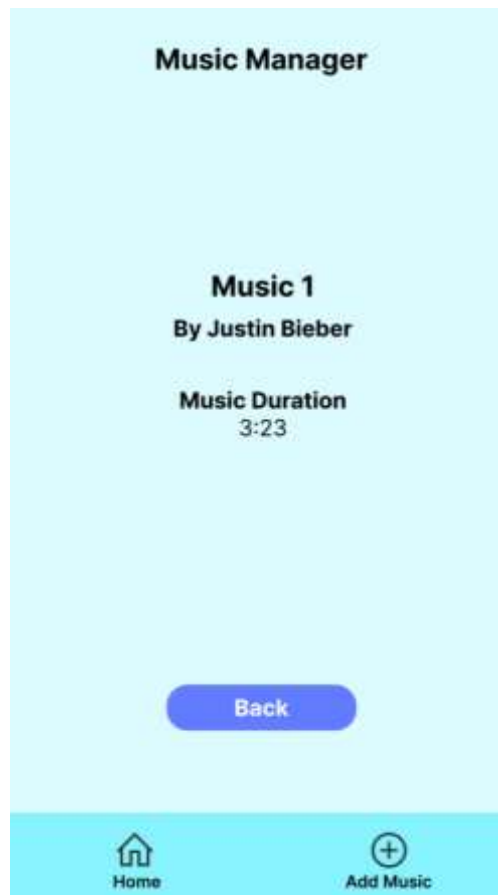 Music Manager
Music 1
By Justin Bieber
Music Duration
3:23
Back
Home
Add Music